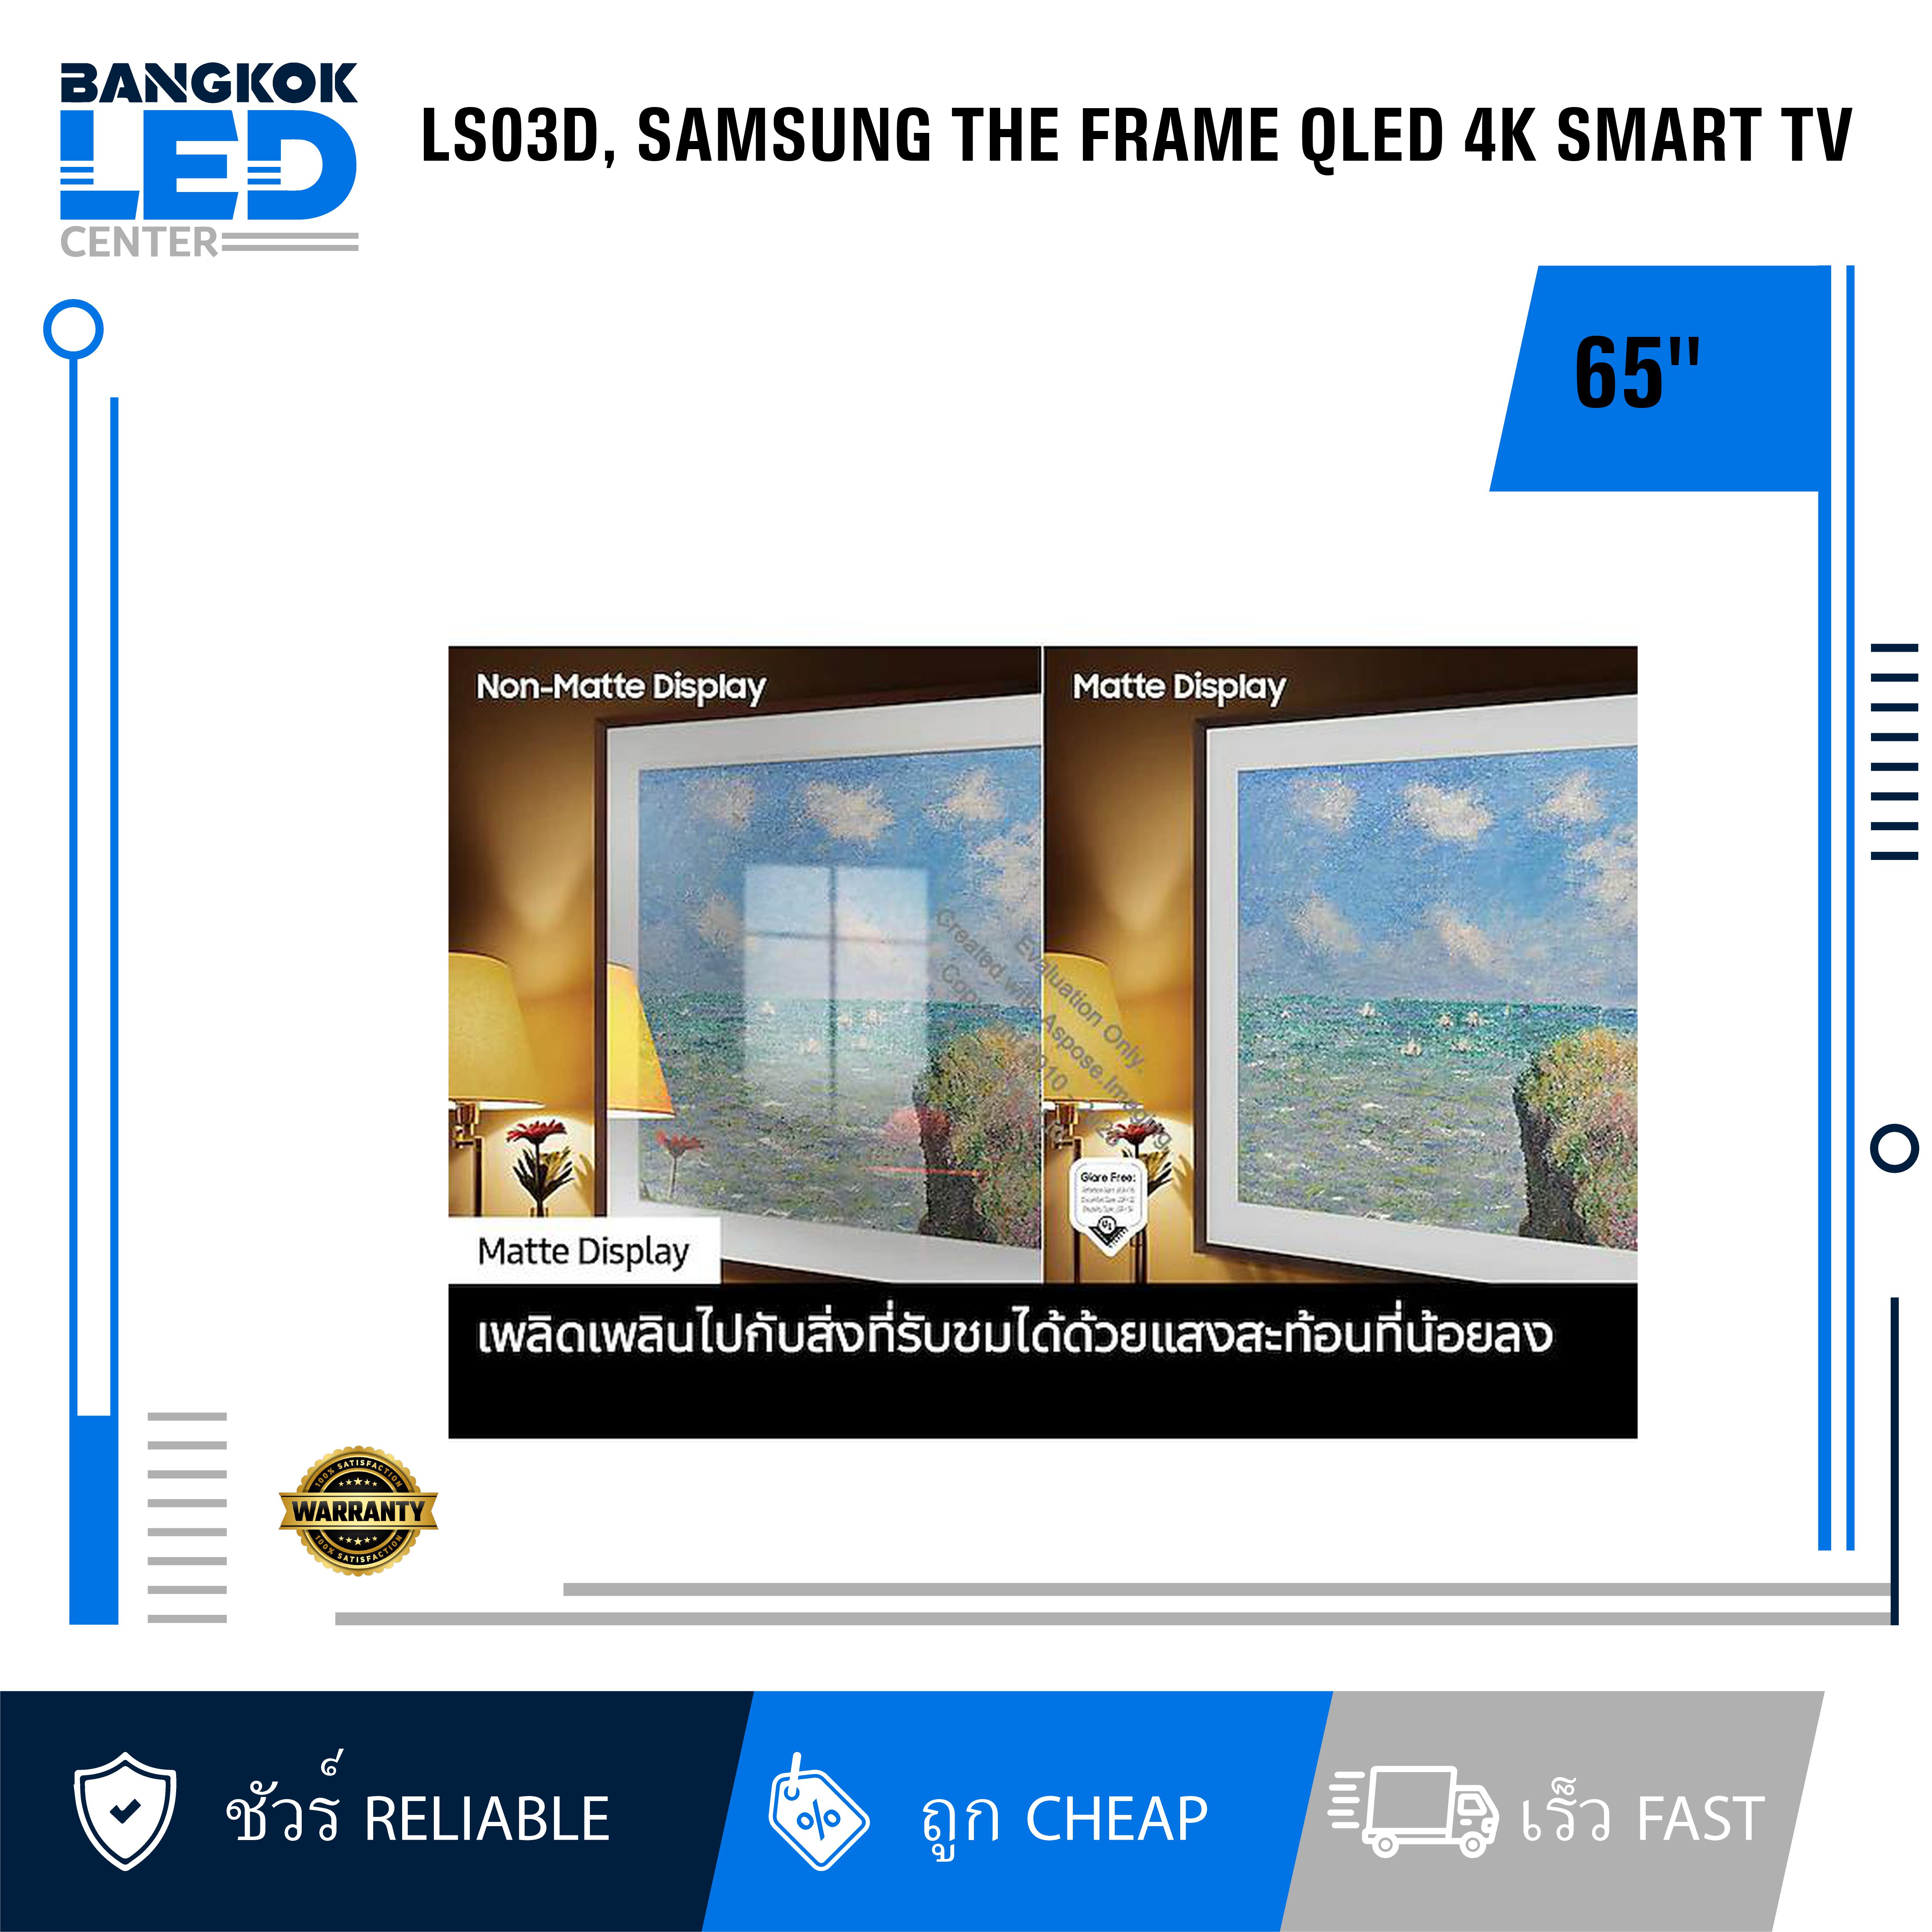 BANGKOK
LED
CENTER
LS03D, SAMSUNG THE FRAME QLED 4K SMART TV
65"
Non-Matte Display
Matte Display
Evaluation Only.
Created with Aspose.Imaging.
Glare Free:
UL
Matte Display
เพลิดเพลินไปกับสิ่งที่รับชมได้ด้วยแสงสะท้อนที่น้อยลง
100% SATISFACTION
WARRANTY
100% SATISFACTION
ชัวร์ RELIABLE
% ถูก CHEAP
เร็ว FAST